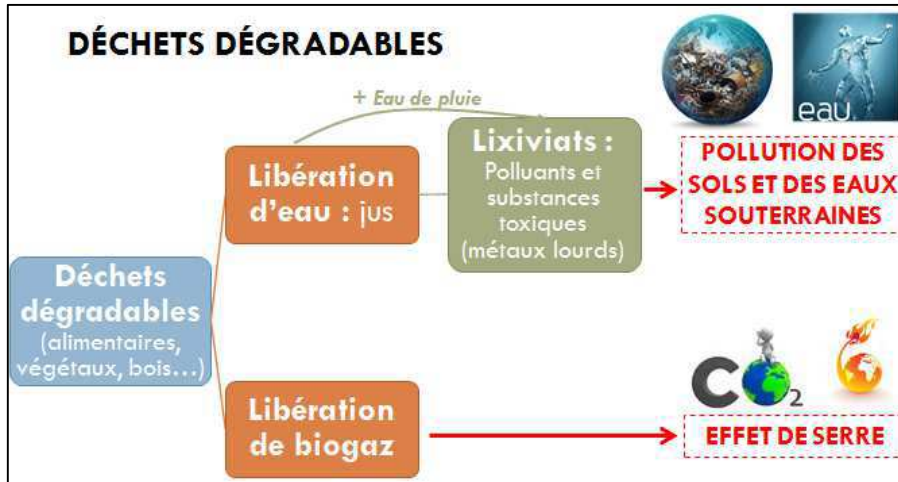 DÉCHETS DÉGRADABLES
+ Eau de pluie
eau
Libération
d'eau : jus
Lixiviats :
Polluants et
substances
toxiques
(métaux lourds)
POLLUTION DES
SOLS ET DES EAUX
SOUTERRAINES
Déchets
dégradables
(alimentaires,
végétaux, bois...)
Libération
de biogaz
CO2
EFFET DE SERRE